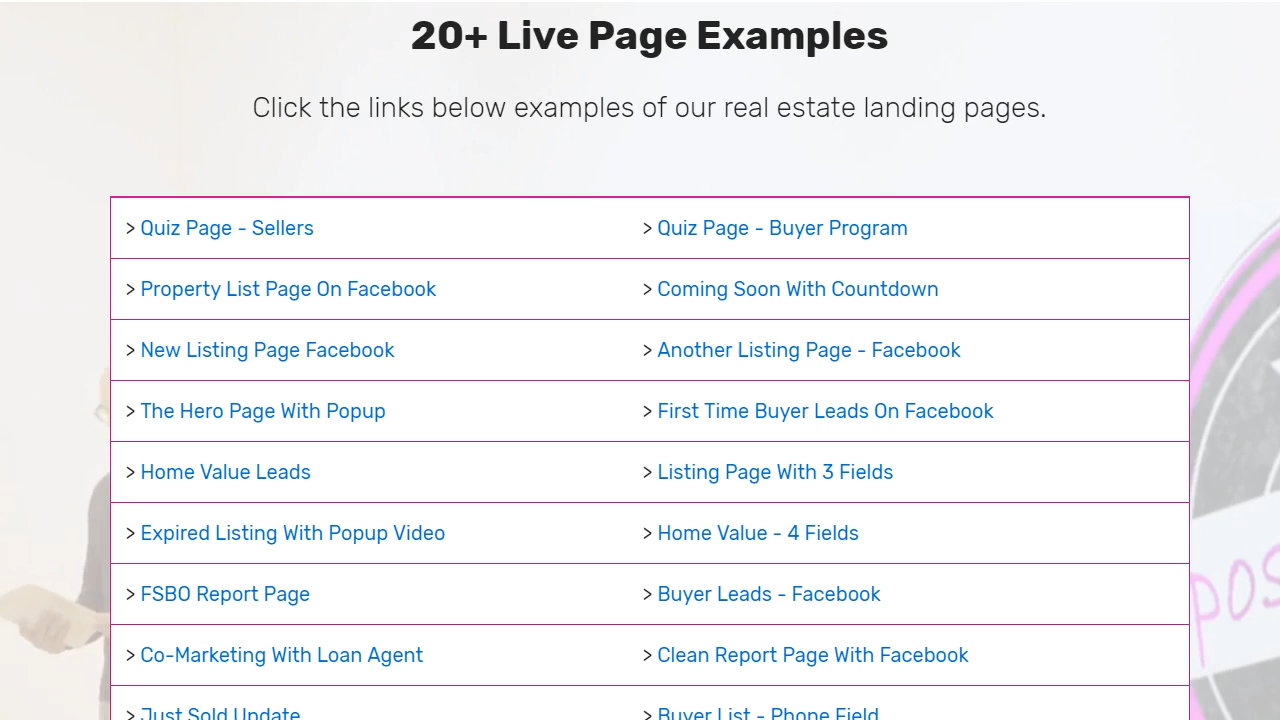 20+ Live Page Examples
Click the links below examples of our real estate landing pages.
> Quiz Page - Sellers
> Quiz Page - Buyer Program
> Property List Page On Facebook
> Coming Soon With Countdown
> New Listing Page Facebook
> Another Listing Page - Facebook
> The Hero Page With Popup
> First Time Buyer Leads On Facebook
> Home Value Leads
> Listing Page With 3 Fields
> Expired Listing With Popup Video
> Home Value - 4 Fields
> FSBO Report Page
> Buyer Leads - Facebook
> Co-Marketing With Loan Agent
> Clean Report Page With Facebook
> Just Sold Update
> Buyer List - Phone Field